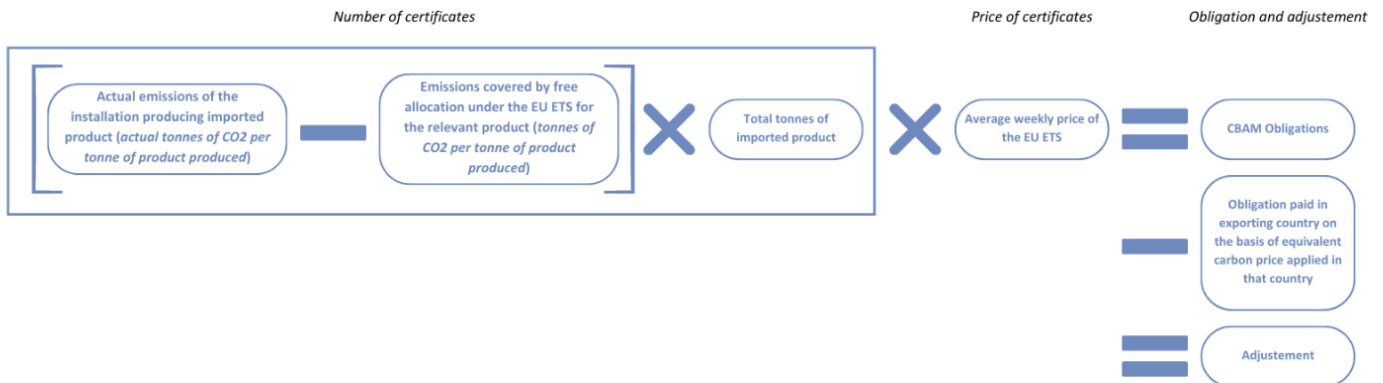 Number of certificates
Price of certificates
Obligation and adjustement
Actual emissions of the
installation producing imported
product (actual tonnes of CO2 per
tonne of product produced)
Emissions covered by free
allocation under the EU ETS for
the relevant product (tonnes of
CO2 per tonne of product
produced)
Total tonnes of
imported product
Average weekly price of
the EU ETS
CBAM Obligations
Obligation paid in
exporting country on
the basis of equivalent
carbon price applied in
that country
Adjustement